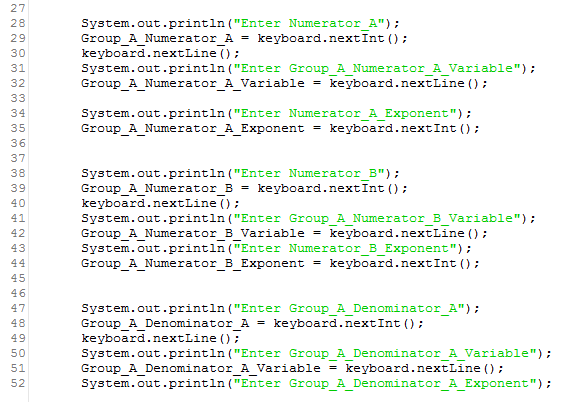 27
28 System.out.println("Enter Numerator_A");
29 Group_A_Numerator_A = keyboard.nextInt();
30 keyboard.nextLine();
31 System.out.println("Enter Group_A_Numerator_A_Variable");
32 Group_A_Numerator_A_Variable = keyboard.nextLine();
33
34 System.out.println("Enter Numerator_A_Exponent");
35 Group_A_Numerator_A_Exponent = keyboard.nextInt();
36
37
38 System.out.println("Enter Numerator_B");
39 Group_A_Numerator_B = keyboard.nextInt();
40 keyboard.nextLine();
41 System.out.println("Enter Group_A_Numerator_B_Variable");
42 Group_A_Numerator_B_Variable = keyboard.nextLine();
43 System.out.println("Enter Numerator_B_Exponent");
44 Group_A_Numerator_B_Exponent = keyboard.nextInt();
45
46
47 System.out.println("Enter Group_A_Denominator_A");
48 Group_A_Denominator_A = keyboard.nextInt();
49 keyboard.nextLine();
50 System.out.println("Enter Group_A_Denominator_A_Variable");
51 Group_A_Denominator_A_Variable = keyboard.nextLine();
52 System.out.println("Enter Group_A_Denominator_A_Exponent");